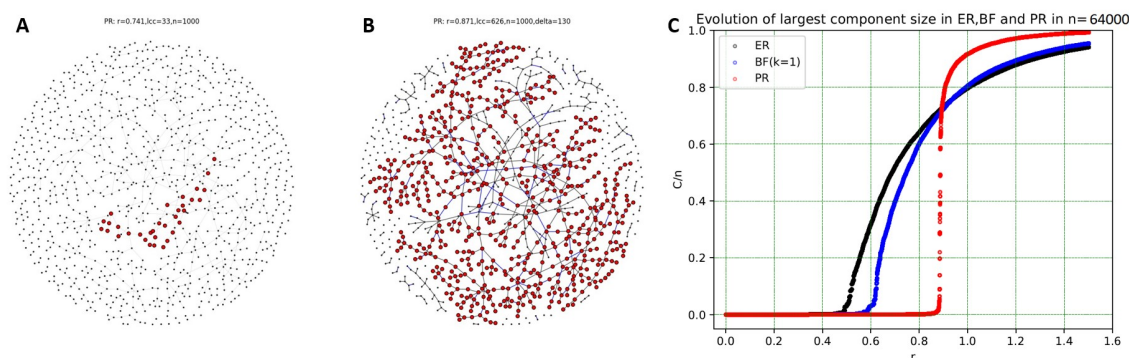 A
PR: r=0.741,lcc=33,n=1000
B
PR: r=0.871,lcc=626,n=1000,delta=130
C
Evolution of largest component size in ER,BF and PR in n=64000
ER
BF(k=1)
PR
C/n
1.0
0.8
0.6
0.4
0.2
0.0
0.0 0.2 0.4 0.6 0.8 1.0 1.2 1.4 1.6
r